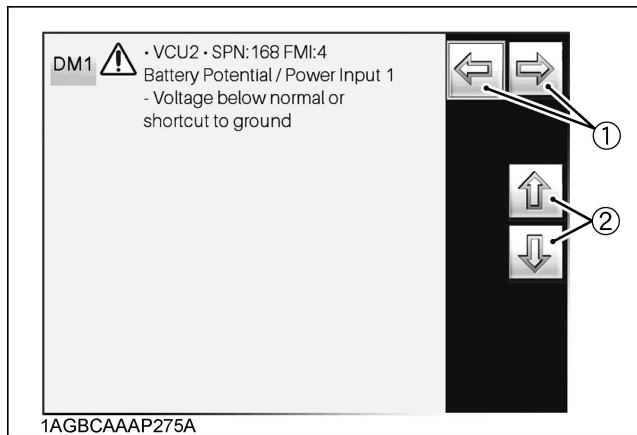 DM1
• VCU2 • SPN:168 FMI:4
Battery Potential / Power Input 1
- Voltage below normal or
shortcut to ground
1
2
1AGBCAAAP275A